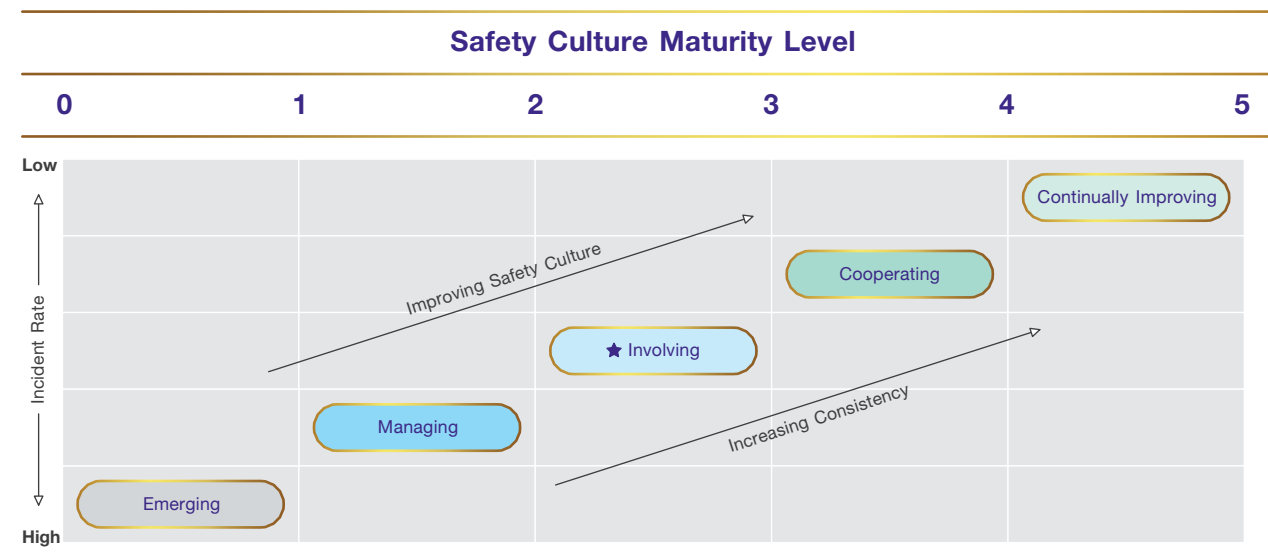 Safety Culture Maturity Level
0 1 2 3 4 5
Low
Continually Improving
Improving Safety Culture
Cooperating
Incident Rate
★ Involving
Increasing Consistency
Managing
Emerging
High